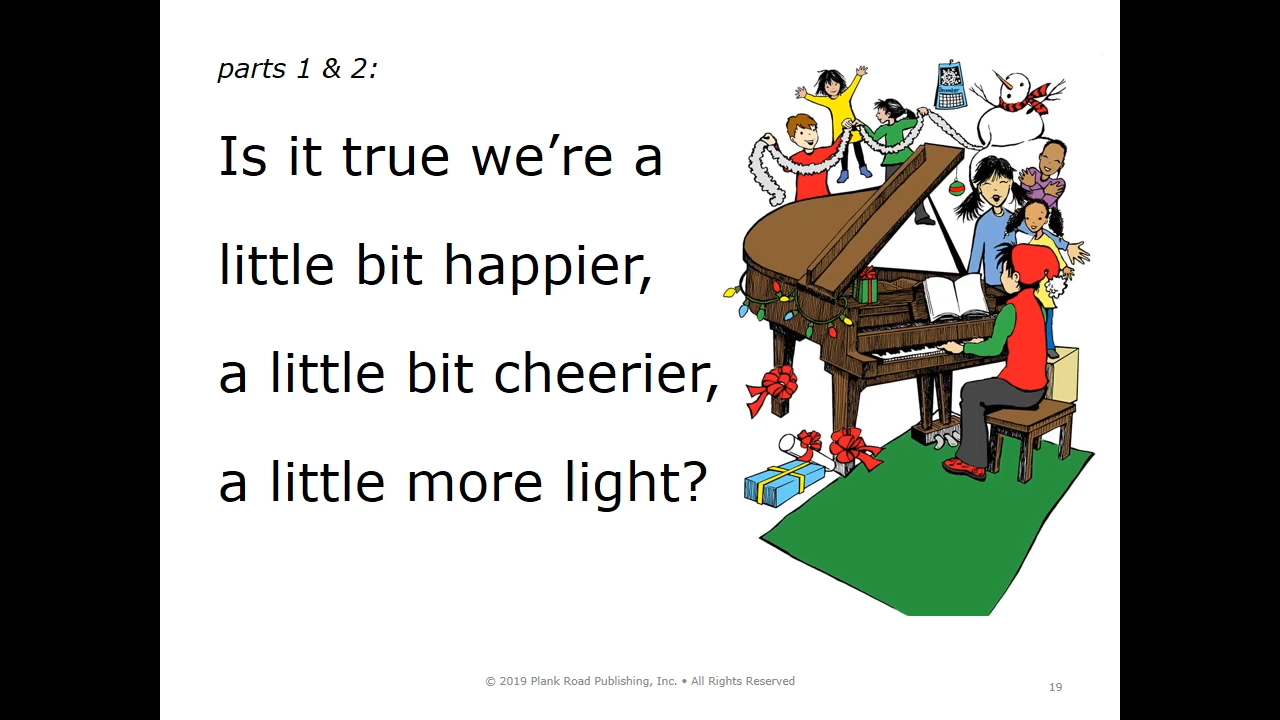 parts 1 & 2:
Is it true we’re a
little bit happier,
a little bit cheerier,
a little more light?
December
© 2019 Plank Road Publishing, Inc. • All Rights Reserved
19